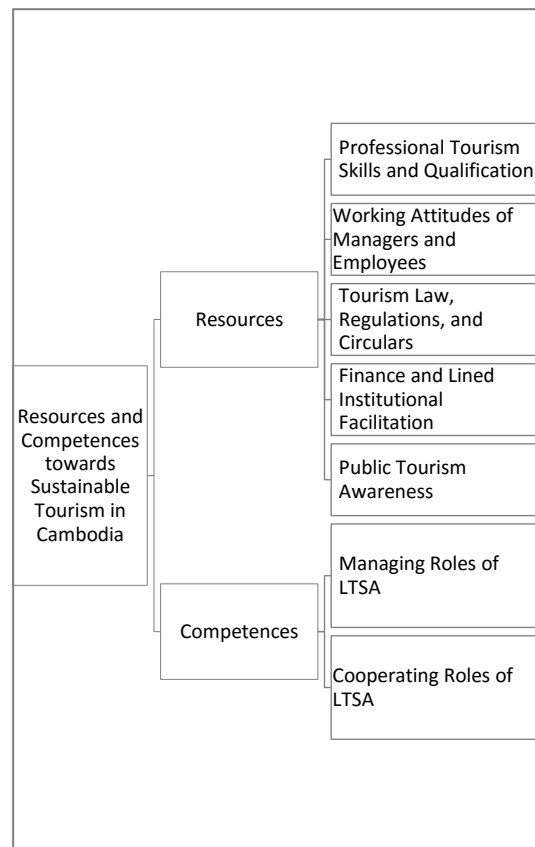 Resources and
Competences
towards
Sustainable
Tourism in
Cambodia
Resources
Professional Tourism
Skills and Qualification
Working Attitudes of
Managers and
Employees
Tourism Law,
Regulations, and
Circulars
Finance and Lined
Institutional
Facilitation
Public Tourism
Awareness
Competences
Managing Roles of
LTSA
Cooperating Roles of
LTSA